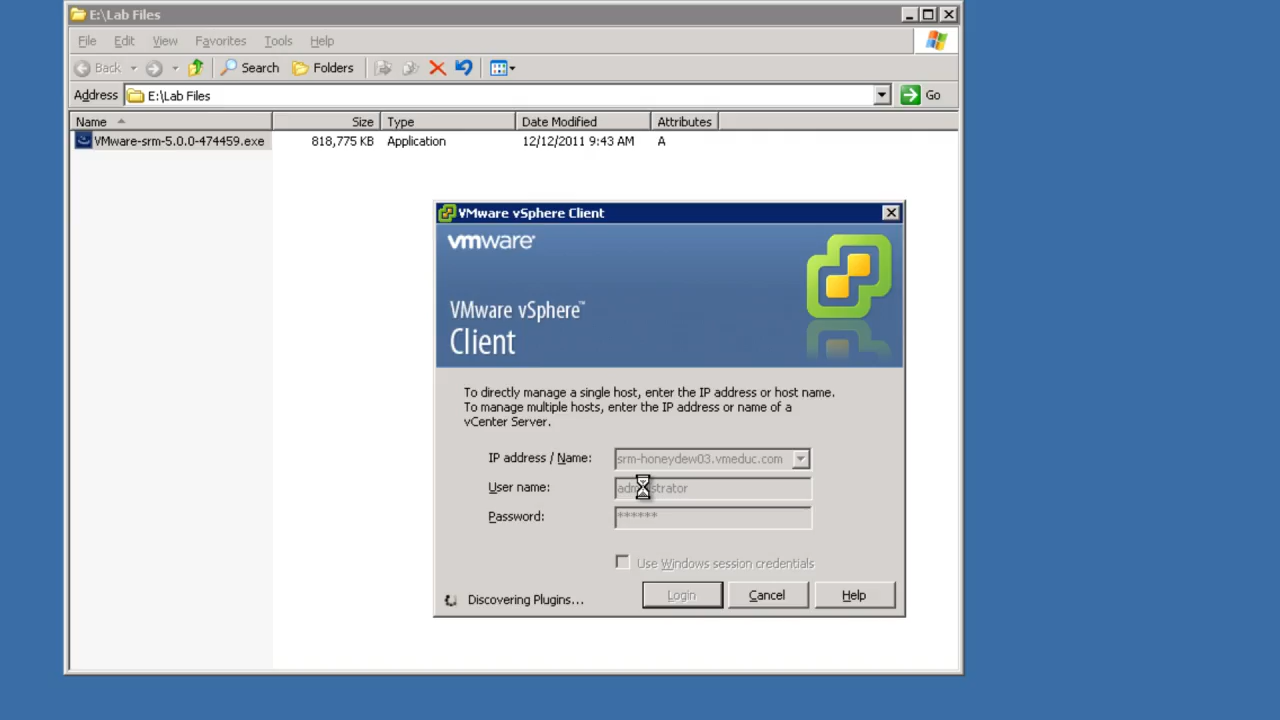 E:\Lab Files
File Edit View Favorites Tools Help
Back Search Folders
Address E:\Lab Files Go
Name Size Type Date Modified Attributes
VMware-srm-5.0.0-474459.exe 818,775 KB Application 12/12/2011 9:43 AM A
VMware vSphere Client
vmware
VMware vSphere™
Client
To directly manage a single host, enter the IP address or host name.
To manage multiple hosts, enter the IP address or name of a
vCenter Server.
IP address / Name: srm-honeydew03.vmeduc.com
User name: administrator
Password: ******
Use Windows session credentials
Discovering Plugins... Login Cancel Help